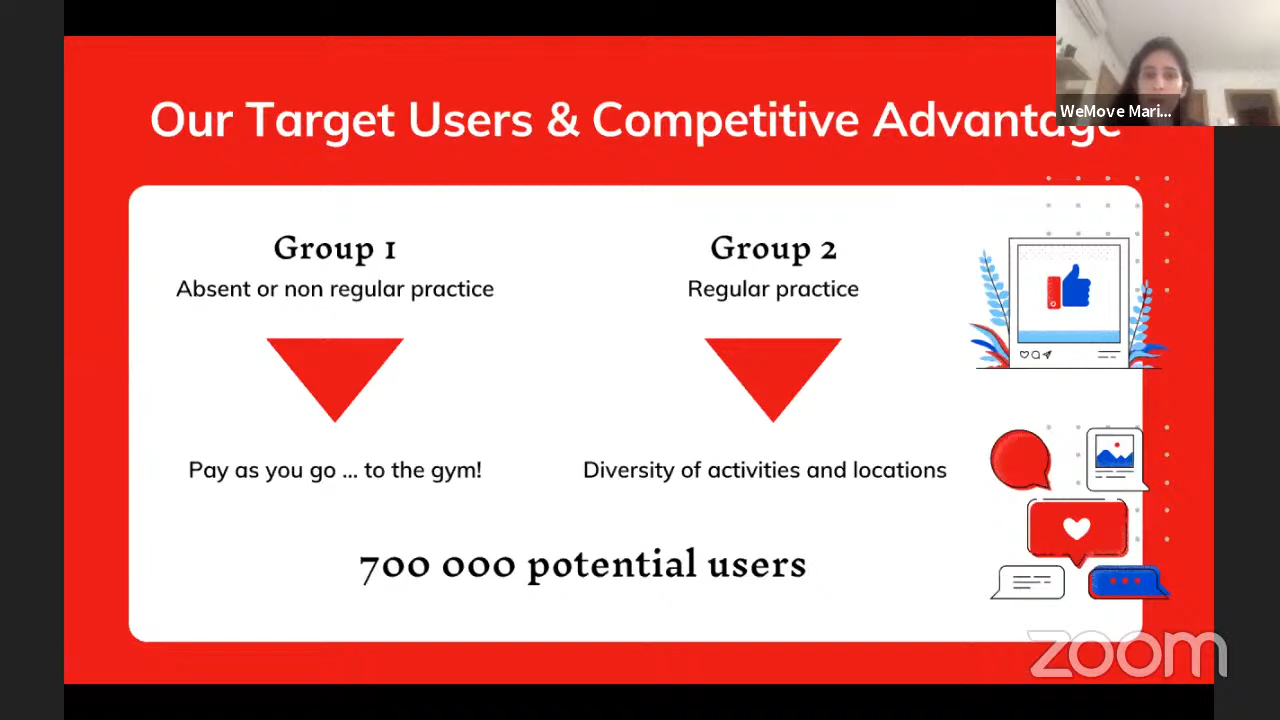 Our Target Users & Competitive Advantage
WeMove Mari...
Group 1
Absent or non regular practice
Pay as you go ... to the gym!
Group 2
Regular practice
Diversity of activities and locations
700 000 potential users
zoom